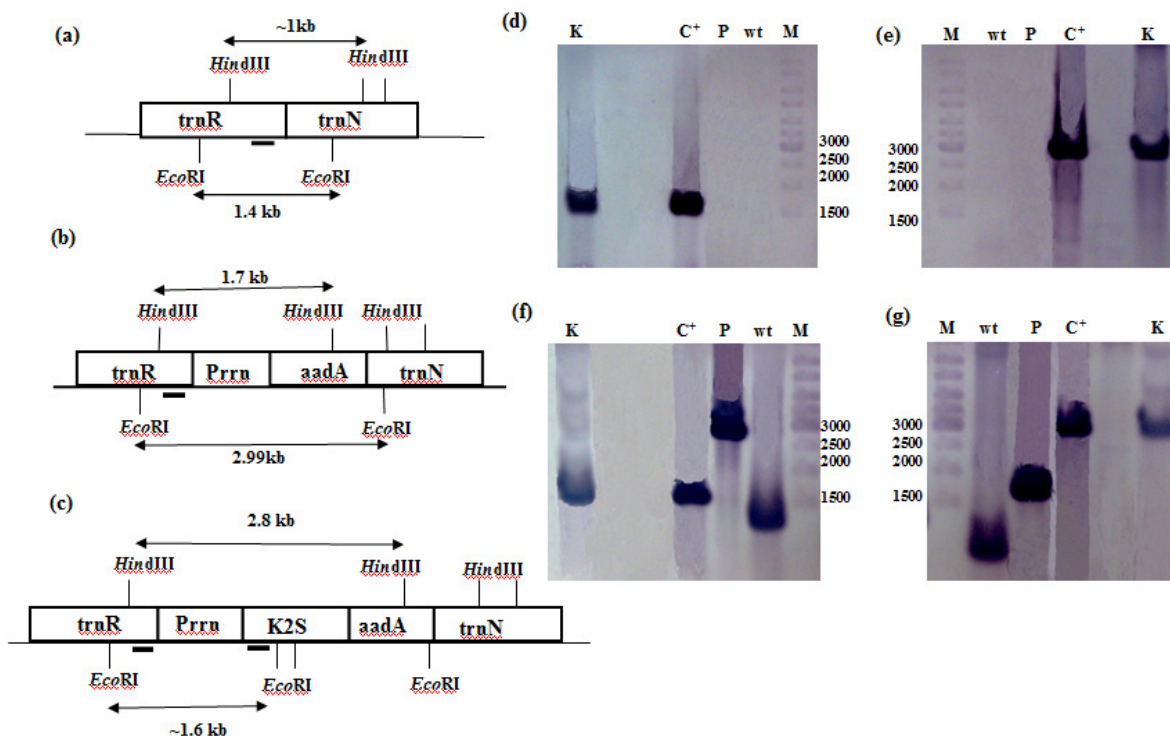 (a)
~1kb
HindIII HindIII
trnR trnN
EcoRI EcoRI
1.4 kb
(b)
1.7 kb
HindIII HindIII HindIII
trnR Prrn aadA trnN
EcoRI EcoRI
2.99kb
(c)
2.8 kb
HindIII HindIII HindIII
trnR Prrn K2S aadA trnN
EcoRI EcoRI EcoRI
~1.6 kb
(d)
K C+ P wt M
3000
2500
2000
1500
(e)
M wt P C+ K
3000
2500
2000
1500
(f)
K C+ P wt M
3000
2500
2000
1500
(g)
M wt P C+ K
3000
2500
2000
1500